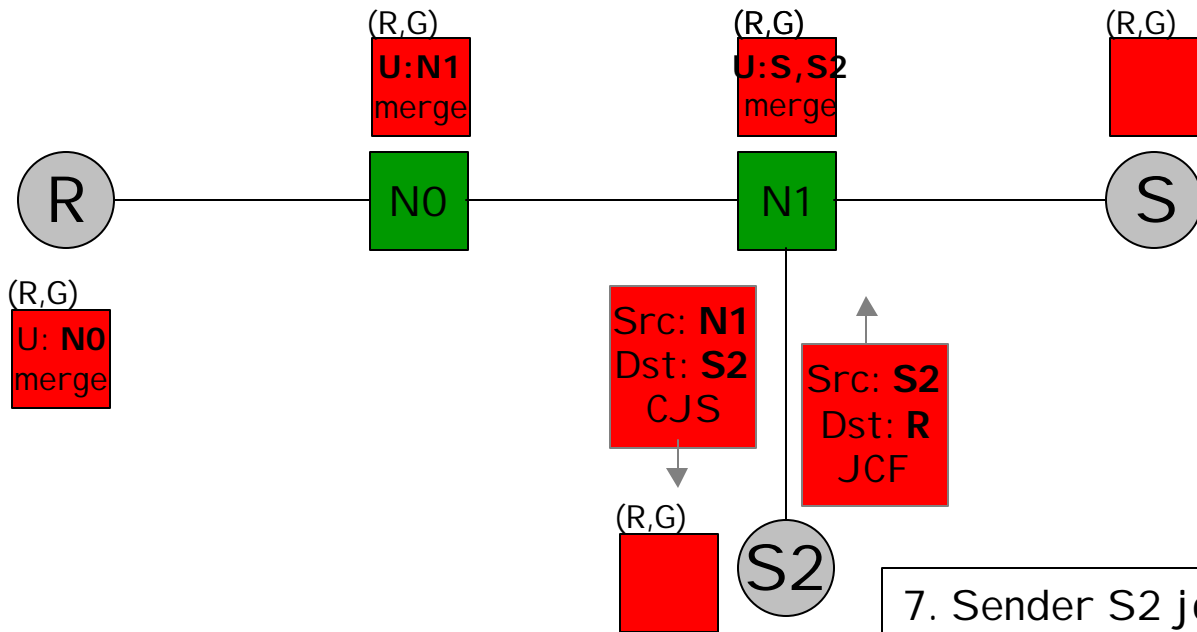 (R,G)
U:N1
merge
(R,G)
U:S,S2
merge
(R,G)
R
N0
N1
S
(R,G)
U: N0
merge
Src: N1
Dst: S2
CJS
Src: S2
Dst: R
JCF
(R,G)
S2
7. Sender S2